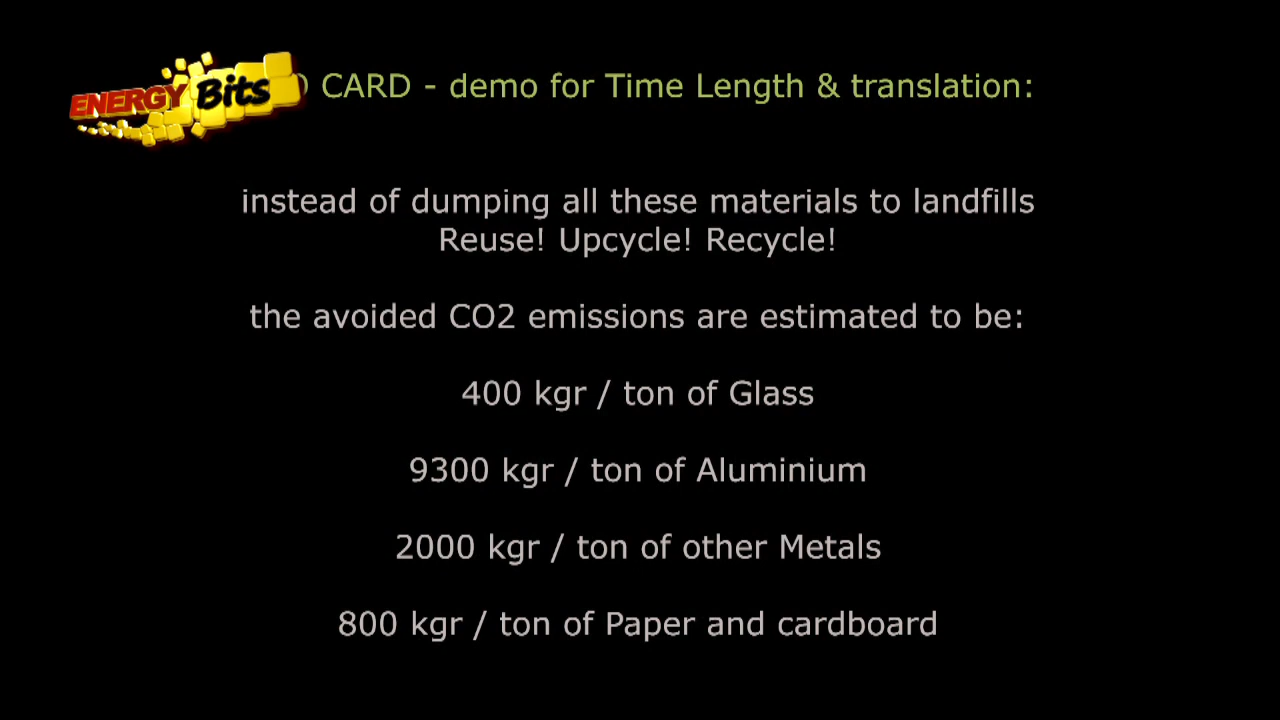 ENERGY Bits
CARD - demo for Time Length & translation:
instead of dumping all these materials to landfills
Reuse! Upcycle! Recycle!
the avoided CO2 emissions are estimated to be:
400 kgr / ton of Glass
9300 kgr / ton of Aluminium
2000 kgr / ton of other Metals
800 kgr / ton of Paper and cardboard